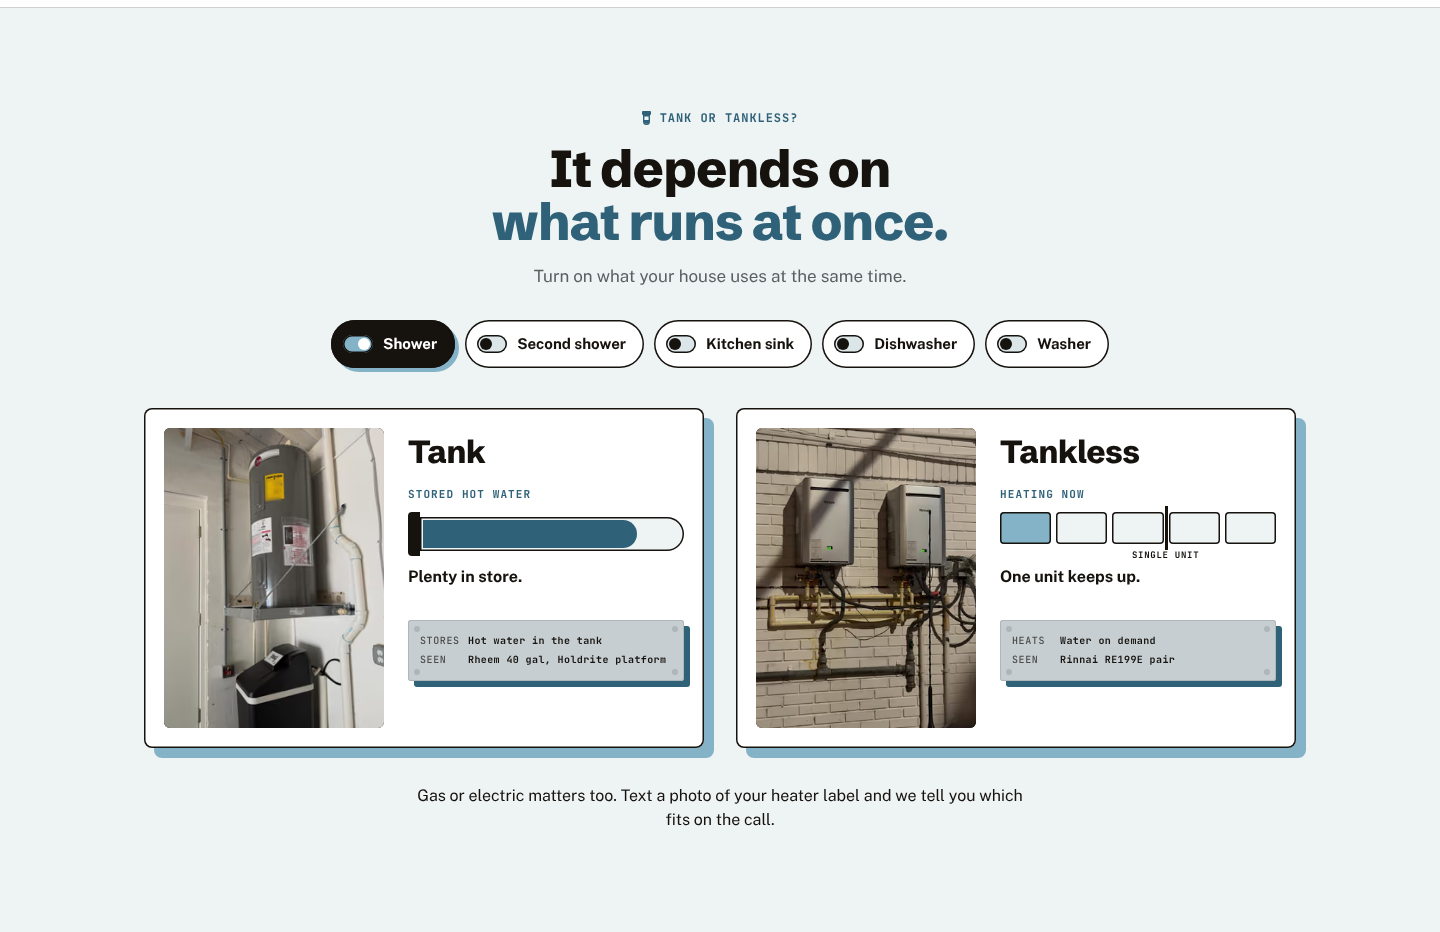 TANK OR TANKLESS?
It depends on
what runs at once.
Turn on what your house uses at the same time.
Shower
Second shower
Kitchen sink
Dishwasher
Washer
Tank
STORED HOT WATER
Plenty in store.
STORES Hot water in the tank
SEEN Rheem 40 gal, Holdrite platform
Tankless
HEATING NOW
SINGLE UNIT
One unit keeps up.
HEATS Water on demand
SEEN Rinnai RE199E pair
Gas or electric matters too. Text a photo of your heater label and we tell you which
fits on the call.